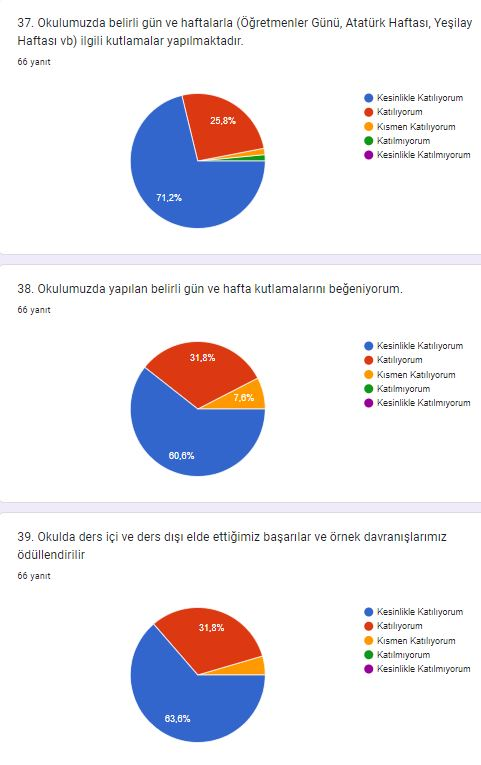 37. Okulumuzda belirli gün ve haftalarla (Öğretmenler Günü, Atatürk Haftası, Yeşilay
Haftası vb) ilgili kutlamalar yapılmaktadır.
66 yanıt
Kesinlikle Katılıyorum
Katılıyorum
Kısmen Katılıyorum
Katılmıyorum
Kesinlikle Katılmıyorum
25,8%
71,2%
38. Okulumuzda yapılan belirli gün ve hafta kutlamalarını beğeniyorum.
66 yanıt
Kesinlikle Katılıyorum
Katılıyorum
Kısmen Katılıyorum
Katılmıyorum
Kesinlikle Katılmıyorum
31,8%
7,6%
60,6%
39. Okulda ders içi ve ders dışı elde ettiğimiz başarılar ve örnek davranışlarımız
ödüllendirilir
66 yanıt
Kesinlikle Katılıyorum
Katılıyorum
Kısmen Katılıyorum
Katılmıyorum
Kesinlikle Katılmıyorum
31,8%
63,6%